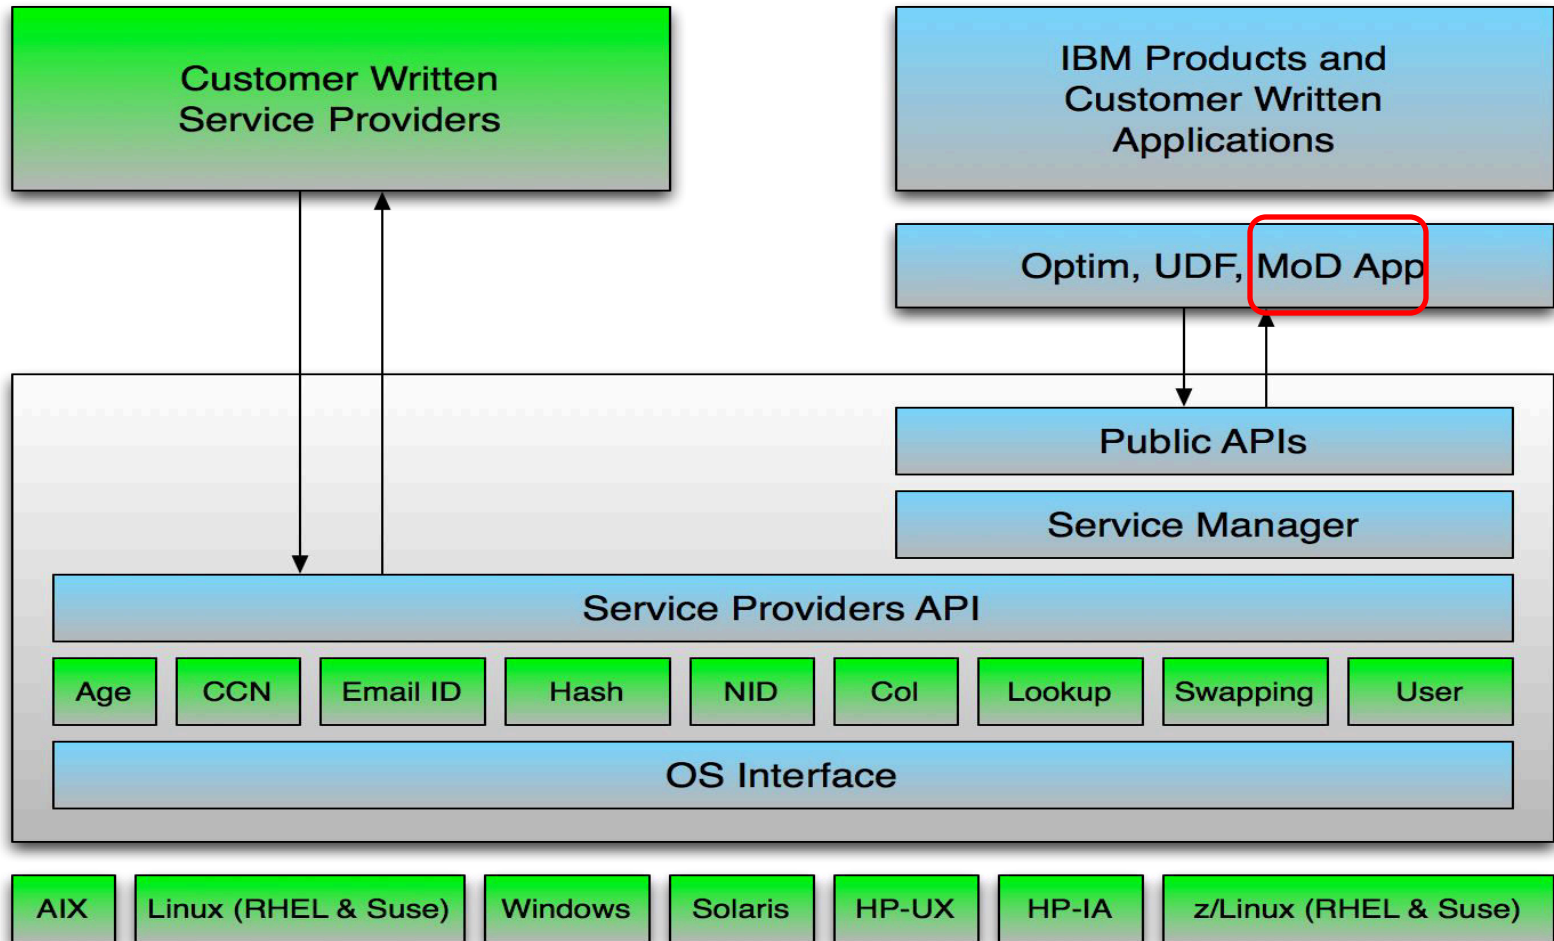 Customer Written
Service Providers
IBM Products and
Customer Written
Applications
Optim, UDF, MoD App
Public APIs
Service Manager
Service Providers API
Age
CCN
Email ID
Hash
NID
Col
Lookup
Swapping
User
OS Interface
AIX
Linux (RHEL & Suse)
Windows
Solaris
HP-UX
HP-IA
z/Linux (RHEL & Suse)